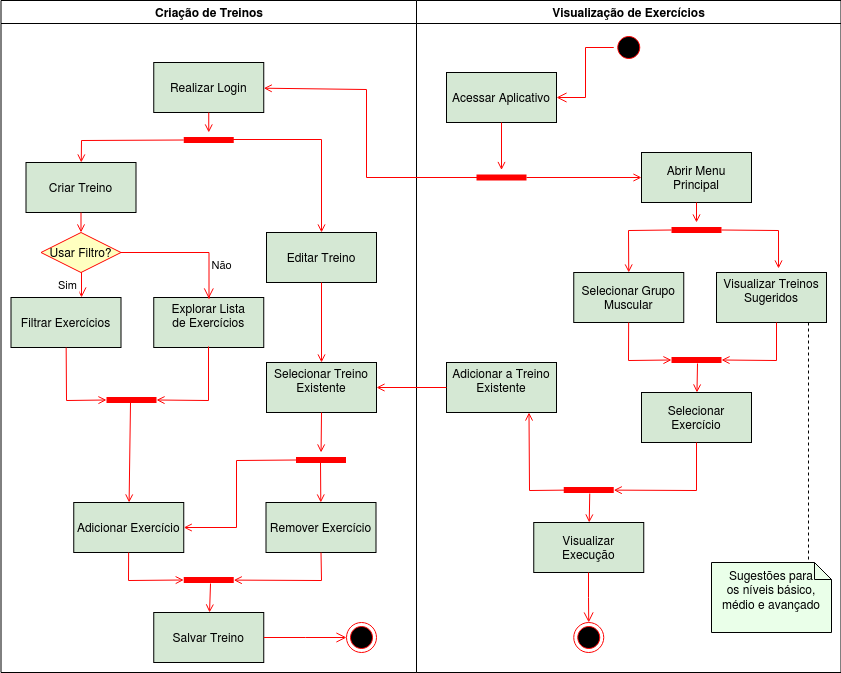 Criação de Treinos
Visualização de Exercícios
Realizar Login
Acessar Aplicativo
Abrir Menu
Principal
Criar Treino
Usar Filtro?
Não
Sim
Editar Treino
Filtrar Exercícios
Explorar Lista
de Exercícios
Selecionar Grupo
Muscular
Visualizar Treinos
Sugeridos
Selecionar Treino
Existente
Adicionar a Treino
Existente
Selecionar
Exercício
Adicionar Exercício
Remover Exercício
Visualizar
Execução
Sugestões para
os níveis básico,
médio e avançado
Salvar Treino